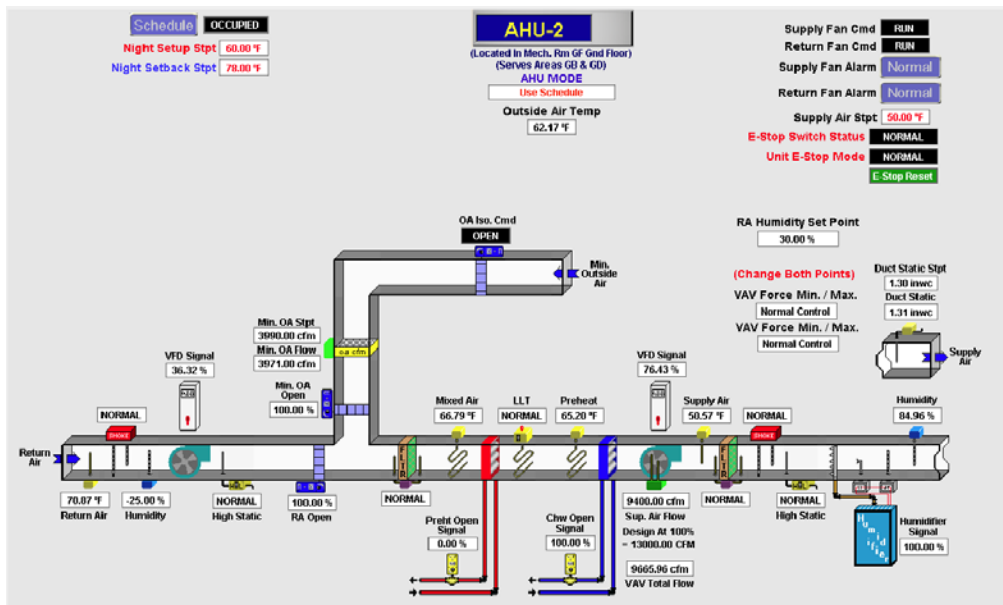 Schedule OCCUPIED
Night Setup Stpt 60.00 °F
Night Setback Stpt 78.00 °F
AHU-2
(Located In Mech. Rm GF Gnd Floor)
(Serves Areas GB & GD)
AHU MODE
Use Schedule
Outside Air Temp
62.17 °F
Supply Fan Cmd RUN
Return Fan Cmd RUN
Supply Fan Alarm Normal
Return Fan Alarm Normal
Supply Air Stpt 50.00 °F
E-Stop Switch Status NORMAL
Unit E-Stop Mode NORMAL
E-Stop Reset
OA Iso. Cmd
OPEN
Min.
Outside
Air
RA Humidity Set Point
30.00 %
(Change Both Points)
VAV Force Min. / Max.
Normal Control
VAV Force Min. / Max.
Normal Control
Duct Static Stpt
1.30 inwc
Duct Static
1.31 inwc
Supply
Air
Min. OA Stpt
3990.00 cfm
Min. OA Flow
3971.00 cfm
Min. OA
Open
100.00 %
VFD Signal
36.32 %
NORMAL
SMOKE
Return
Air
70.07 °F
Return Air
-25.00 %
Humidity
NORMAL
High Static
100.00 %
RA Open
Mixed Air
66.79 °F
LLT
NORMAL
Preheat
65.20 °F
VFD Signal
76.43 %
Supply Air
50.57 °F
NORMAL
SMOKE
Humidity
84.96 %
FLTR
NORMAL
Preht Open
Signal
0.00 %
Chw Open
Signal
100.00 %
9400.00 cfm
Sup. Air Flow
Design At 100%
= 13000.00 CFM
9665.96 cfm
VAV Total Flow
FLTR
NORMAL
NORMAL
High Static
Humidifier
Humidifier
Signal
100.00 %